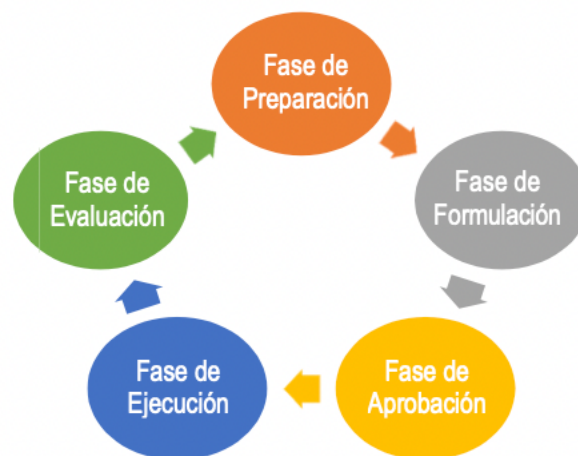 Fase de
Preparación
Fase de
Formulación
Fase de
Aprobación
Fase de
Ejecución
Fase de
Evaluación